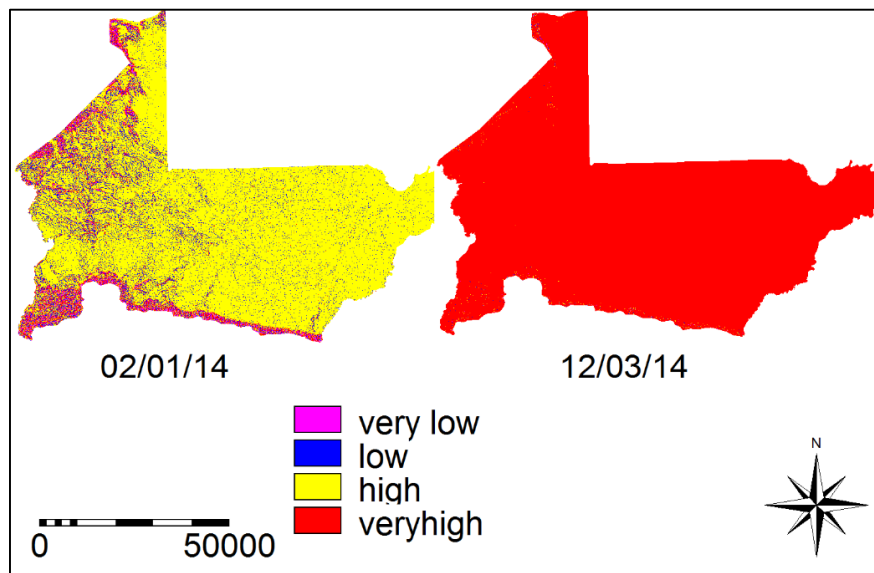 02/01/14 12/03/14
very low
low
high
veryhigh
0 50000
N